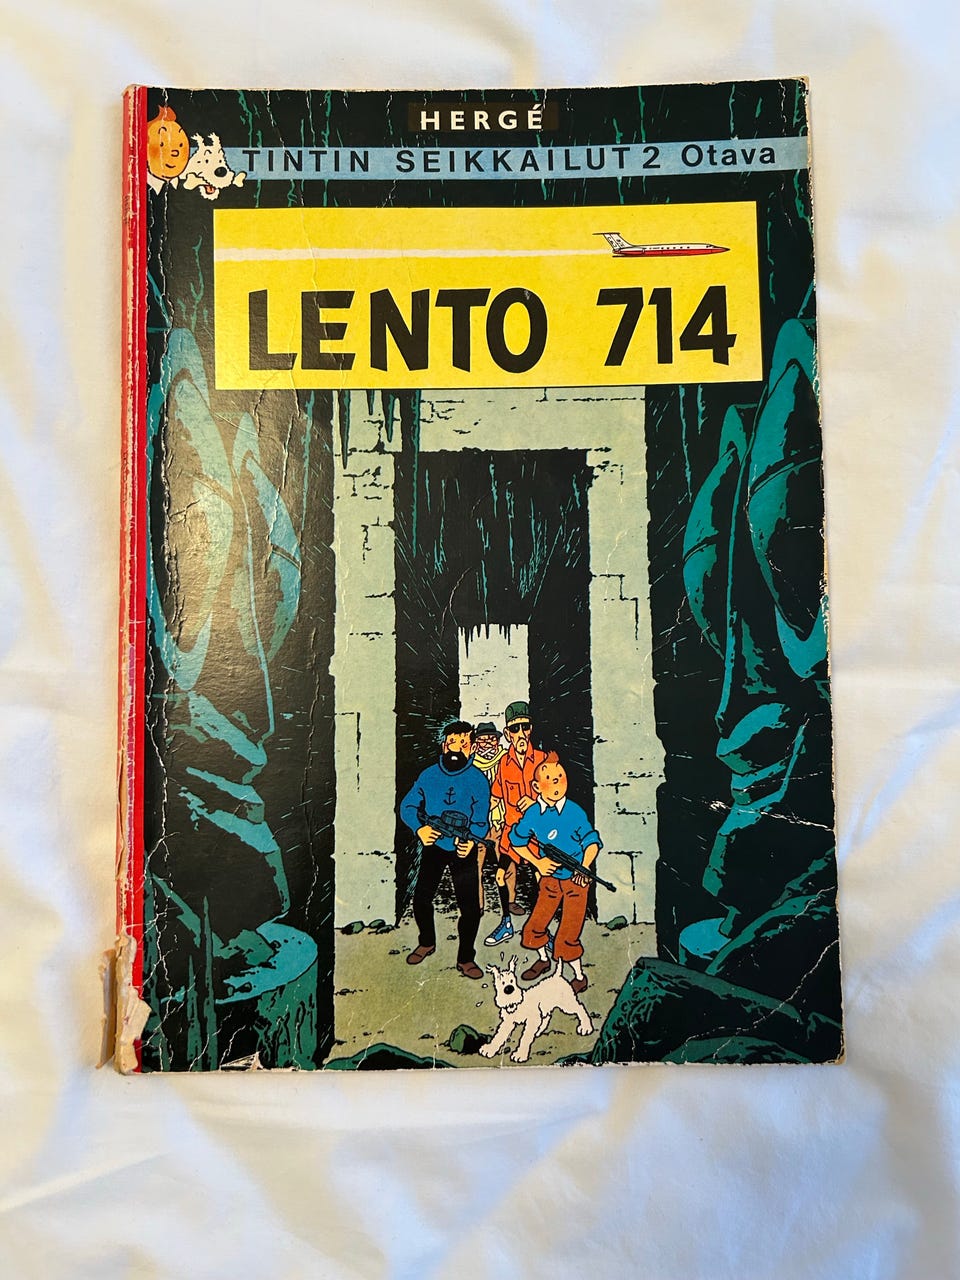 HERGÉ
TINTIN SEIKKAILUT 2 Otava
LENTO 714